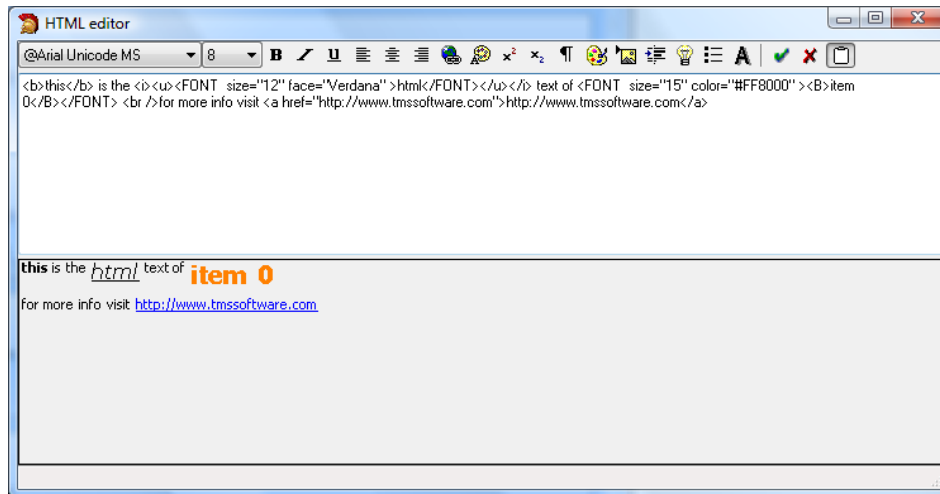 HTML editor
@Arial Unicode MS 8 B I u x² x₂ ¶ A
<b>this</b> is the <i><u><FONT size="12" face="Verdana" >html</FONT></u></i> text of <FONT size="15" color="#FF8000" ><B>item
0</B></FONT> <br />for more info visit <a href="http://www.tmssoftware.com">http://www.tmssoftware.com</a>
this is the html text of item 0
for more info visit http://www.tmssoftware.com